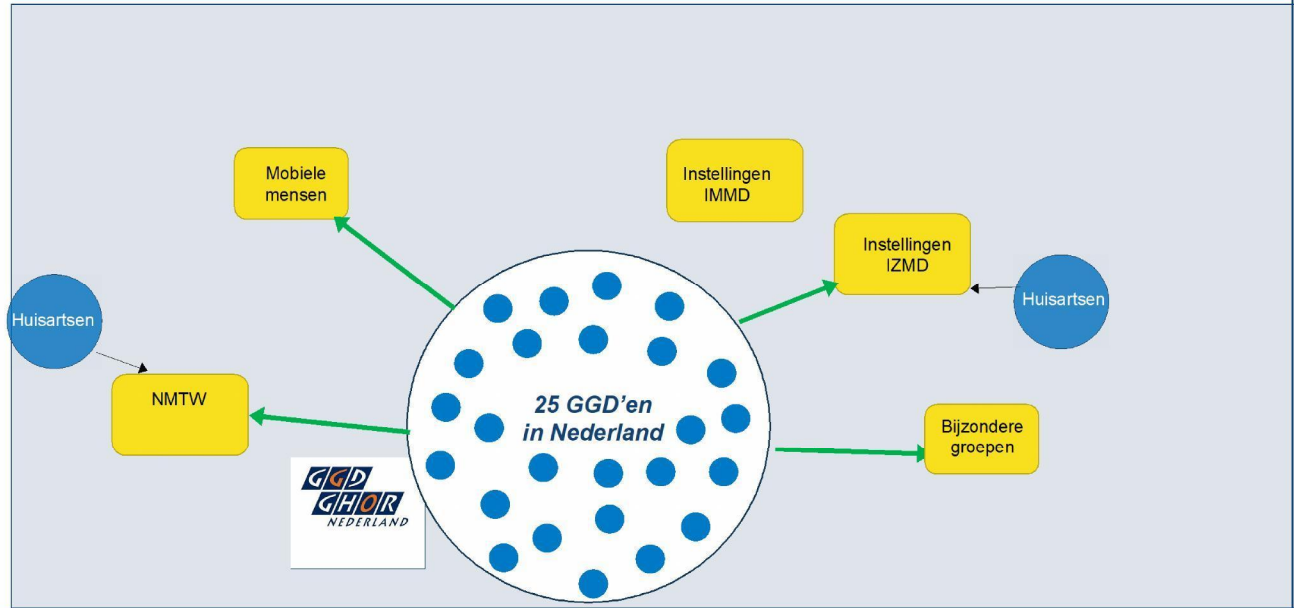 Mobiele
mensen
Instellingen
IMMD
Instellingen
IZMD
Huisartsen
Huisartsen
NMTW
25 GGD'en
in Nederland
Bijzondere
groepen
GGD
GHOR
NEDERLAND